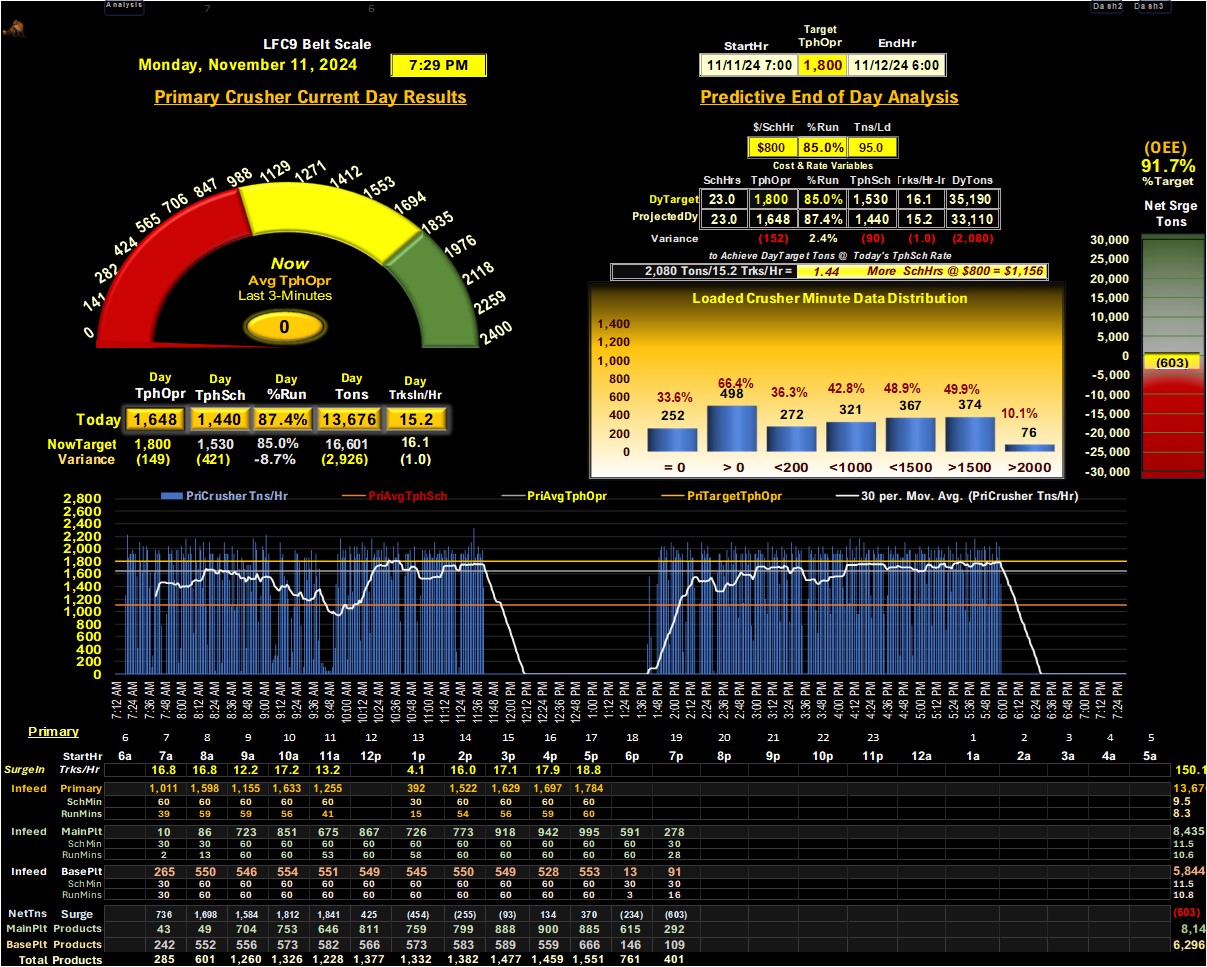 Analysis 7 6 Dash2 Dash3
LFC9 Belt Scale
Monday, November 11, 2024 7:29 PM
Primary Crusher Current Day Results
StartHr Target TphOpr EndHr
11/11/24 7:00 1,800 11/12/24 6:00
Predictive End of Day Analysis
$/SchHr %Run Tns/Ld
$800 85.0% 95.0
Cost & Rate Variables
SchHrs TphOpr %Run TphSch Trks/Hr-Ir DyTons
DyTarget 23.0 1,800 85.0% 1,530 16.1 35,190
ProjectedDy 23.0 1,648 87.4% 1,440 15.2 33,110
Variance (152) 2.4% (90) (1.0) (2,080)
to Achieve DayTarget Tons @ Today's TphSch Rate
2,080 Tons/15.2 Trks/Hr = 1.44 More SchHrs @ $800 = $1,156
(OEE)
91.7%
%Target
Net Srge
Tons
30,000
25,000
20,000
15,000
10,000
5,000
0
(603)
-5,000
-10,000
-15,000
-20,000
-25,000
-30,000
0 141 282 424 565 706 847 988 1129 1271 1412 1553 1694 1835 1976 2118 2259 2400
Now
Avg TphOpr
Last 3-Minutes
0
Day Day Day Day Day
TphOpr TphSch %Run Tons TrksIn/Hr
Today 1,648 1,440 87.4% 13,676 15.2
NowTarget 1,800 1,530 85.0% 16,601 16.1
Variance (149) (421) -8.7% (2,926) (1.0)
Loaded Crusher Minute Data Distribution
1,400
1,200
1,000
800
600
400
200
0
33.6% 66.4% 36.3% 42.8% 48.9% 49.9% 10.1%
252 498 272 321 367 374 76
= 0 > 0 <200 <1000 <1500 >1500 >2000
PriCrusher Tns/Hr PriAvgTphSch PriAvgTphOpr PriTargetTphOpr 30 per. Mov. Avg. (PriCrusher Tns/Hr)
2,800
2,600
2,400
2,200
2,000
1,800
1,600
1,400
1,200
1,000
800
600
400
200
0
7:12 AM 7:24 AM 7:36 AM 7:48 AM 8:00 AM 8:12 AM 8:24 AM 8:36 AM 8:48 AM 9:00 AM 9:12 AM 9:24 AM 9:36 AM 9:48 AM 10:00 AM 10:12 AM 10:24 AM 10:36 AM 10:48 AM 11:00 AM 11:12 AM 11:24 AM 11:36 AM 11:48 AM 12:00 PM 12:12 PM 12:24 PM 12:36 PM 12:48 PM 1:00 PM 1:12 PM 1:24 PM 1:36 PM 1:48 PM 2:00 PM 2:12 PM 2:24 PM 2:36 PM 2:48 PM 3:00 PM 3:12 PM 3:24 PM 3:36 PM 3:48 PM 4:00 PM 4:12 PM 4:24 PM 4:36 PM 4:48 PM 5:00 PM 5:12 PM 5:24 PM 5:36 PM 5:48 PM 6:00 PM 6:12 PM 6:24 PM 6:36 PM 6:48 PM 7:00 PM 7:12 PM 7:24 PM
Primary 6 7 8 9 10 11 12 13 14 15 16 17 18 19 20 21 22 23 1 2 3 4 5
StartHr 6a 7a 8a 9a 10a 11a 12p 1p 2p 3p 4p 5p 6p 7p 8p 9p 10p 11p 12a 1a 2a 3a 4a 5a
SurgeIn Trks/Hr 16.8 16.8 12.2 17.2 13.2 4.1 16.0 17.1 17.9 18.8 150.1
Infeed Primary 1,011 1,598 1,155 1,633 1,255 392 1,522 1,629 1,697 1,784 13,67
SchMin 60 60 60 60 60 30 60 60 60 60 9.5
RunMins 39 59 59 56 41 15 54 56 59 60 8.3
Infeed MainPlt 10 86 723 851 675 867 726 773 918 942 995 591 278 8,435
SchMin 30 30 60 60 60 60 60 60 60 60 60 60 30 11.5
RunMins 2 13 60 60 53 60 58 60 60 60 60 60 28 10.6
Infeed BasePlt 265 550 546 554 551 549 545 550 549 528 553 13 91 5,844
SchMin 30 60 60 60 60 60 60 60 60 60 60 30 30 11.5
RunMins 30 60 60 60 60 60 60 60 60 60 60 3 16 10.8
NetTns Surge 736 1,698 1,584 1,812 1,841 425 (454) (255) (93) 134 370 (234) (603) (603)
MainPlt Products 43 49 704 753 646 811 759 799 888 900 885 615 292 8,14
BasePlt Products 242 552 556 573 582 566 573 583 589 559 666 146 109 6,296
Total Products 285 601 1,260 1,326 1,228 1,377 1,332 1,382 1,477 1,459 1,551 761 401